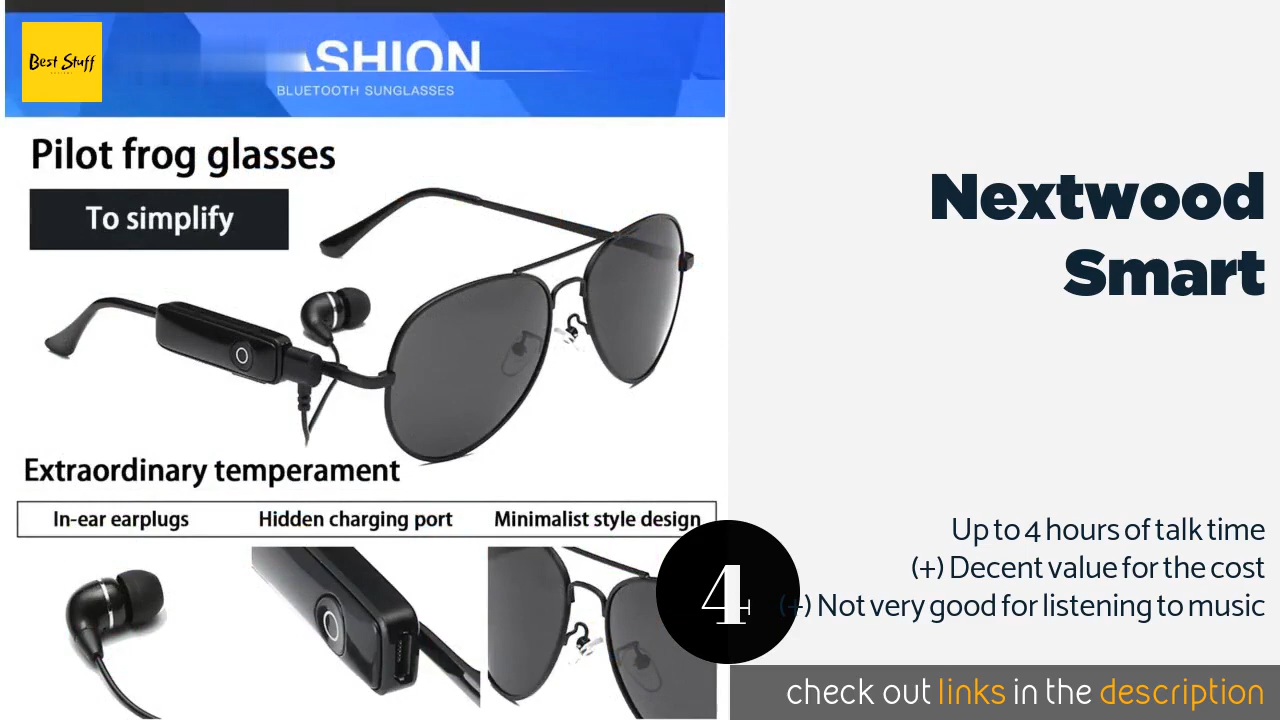 Best Stuff
ASHION
BLUETOOTH SUNGLASSES
Pilot frog glasses
To simplify
Extraordinary temperament
In-ear earplugs
Hidden charging port
Minimalist style design
Nextwood
Smart
Up to 4 hours of talk time
(+) Decent value for the cost
(+) Not very good for listening to music
4
check out links in the description